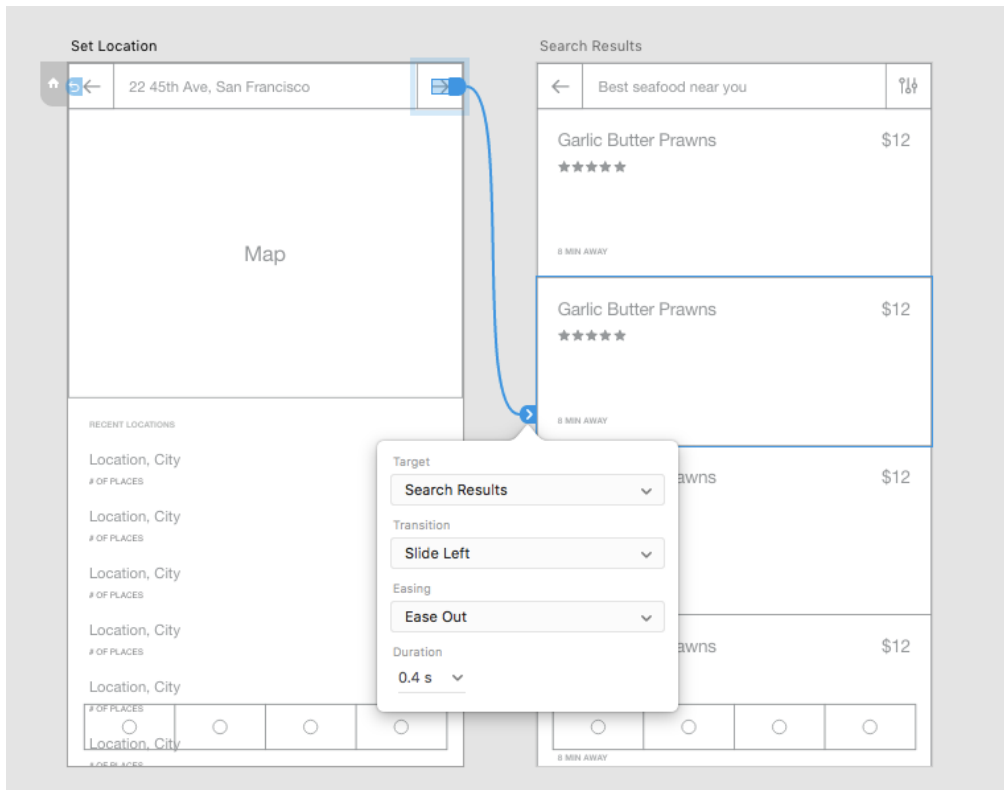 Set Location
22 45th Ave, San Francisco
Map
RECENT LOCATIONS
Location, City
# OF PLACES
Location, City
# OF PLACES
Location, City
# OF PLACES
Location, City
# OF PLACES
Location, City
# OF PLACES
Location, City
# OF PLACES
Search Results
Best seafood near you
Garlic Butter Prawns $12
8 MIN AWAY
Garlic Butter Prawns $12
8 MIN AWAY
awns $12
awns $12
8 MIN AWAY
Target
Search Results
Transition
Slide Left
Easing
Ease Out
Duration
0.4 s